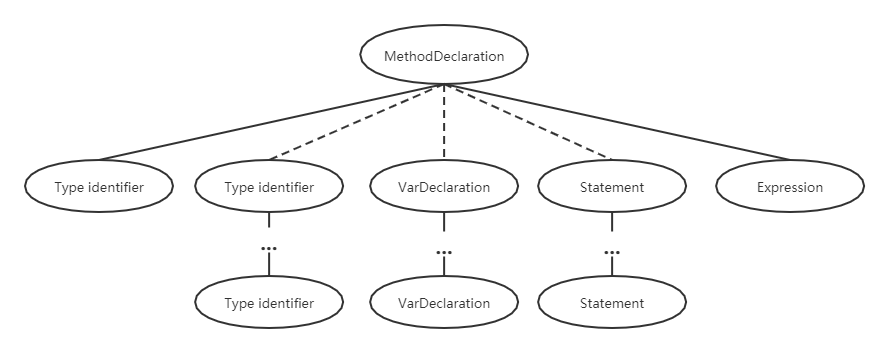 MethodDeclaration
Type identifier
Type identifier
VarDeclaration
Statement
Expression
...
...
...
Type identifier
VarDeclaration
Statement